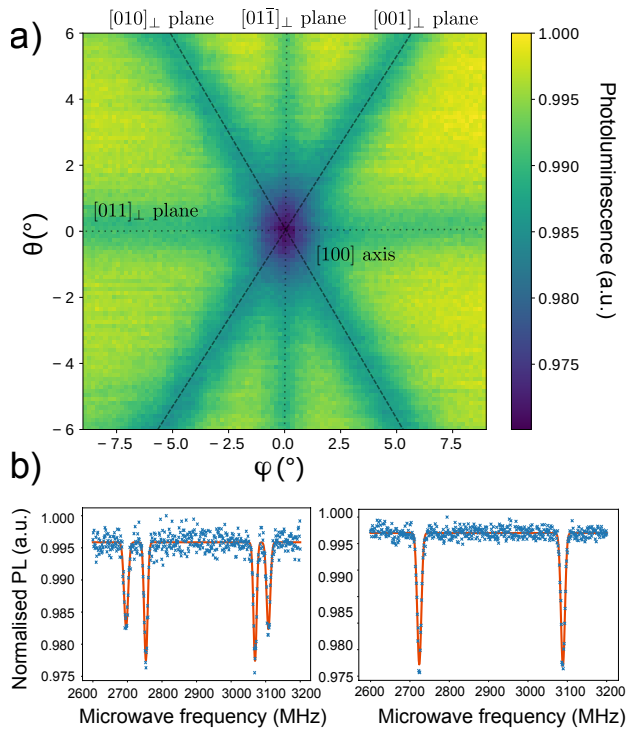 a)
[010]⊥ plane [01̄1̄]⊥ plane [001]⊥ plane
6
4
2
0
− 2
− 4
− 6
θ(°)
[011]⊥ plane
[100] axis
− 7.5 − 5.0 − 2.5 0.0 2.5 5.0 7.5
φ(°)
1.000
0.995
0.990
0.985
0.980
0.975
Photoluminescence (a.u.)
b)
Normalised PL (a.u.)
1.000
0.995
0.990
0.985
0.980
0.975
2600 2700 2800 2900 3000 3100 3200
Microwave frequency (MHz)
1.000
0.995
0.990
0.985
0.980
0.975
2600 2700 2800 2900 3000 3100 3200
Microwave frequency (MHz)